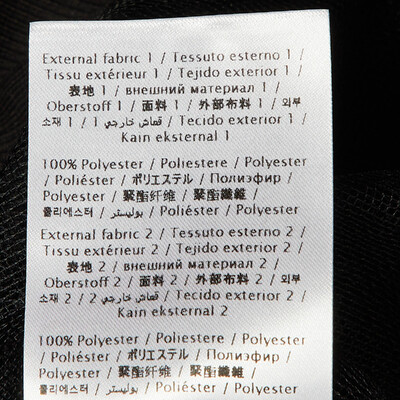 External fabric 1 / Tessuto esterno 1 /
Tissu extérieur 1 / Tejido exterior 1 /
表地 1 / внешний материал 1 /
Oberstoff 1 / 面料 1 / 外部布料 1 / 외부
소재 1 / 1 قماش خارجي / Tecido exterior 1 /
Kain eksternal 1
100% Polyester / Poliestere / Polyester
/ Poliéster / ポリエステル / Полиэфир /
Polyester / 聚酯纤维 / 聚酯纖維 /
폴리에스터 / بوليستر / Poliéster / Polyester
External fabric 2 / Tessuto esterno 2 /
Tissu extérieur 2 / Tejido exterior 2
/ 表地 2 / внешний материал 2 /
Oberstoff 2 / 面料 2 / 外部布料 2 / 외부
소재 2 / 2 قماش خارجي / Tecido exterior 2 /
Kain eksternal 2
100% Polyester / Poliestere / Polyester
/ Poliéster / ポリエステル / Полиэфир /
Polyester / 聚酯纤维 / 聚酯纖維 /
폴리에스터 / بوليستر / Poliéster / Polyester